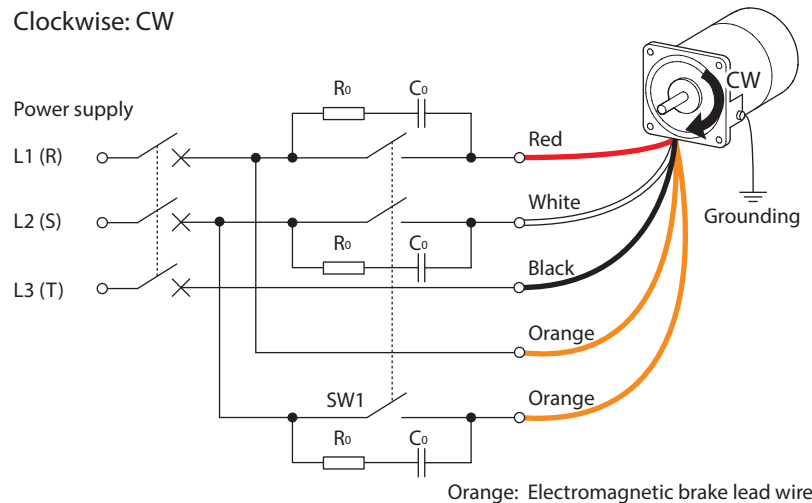 Clockwise: CW
CW
R₀
C₀
Power supply
L1 (R)
Red
L2 (S)
White
Grounding
R₀
C₀
L3 (T)
Black
Orange
SW1
Orange
R₀
C₀
Orange: Electromagnetic brake lead wire